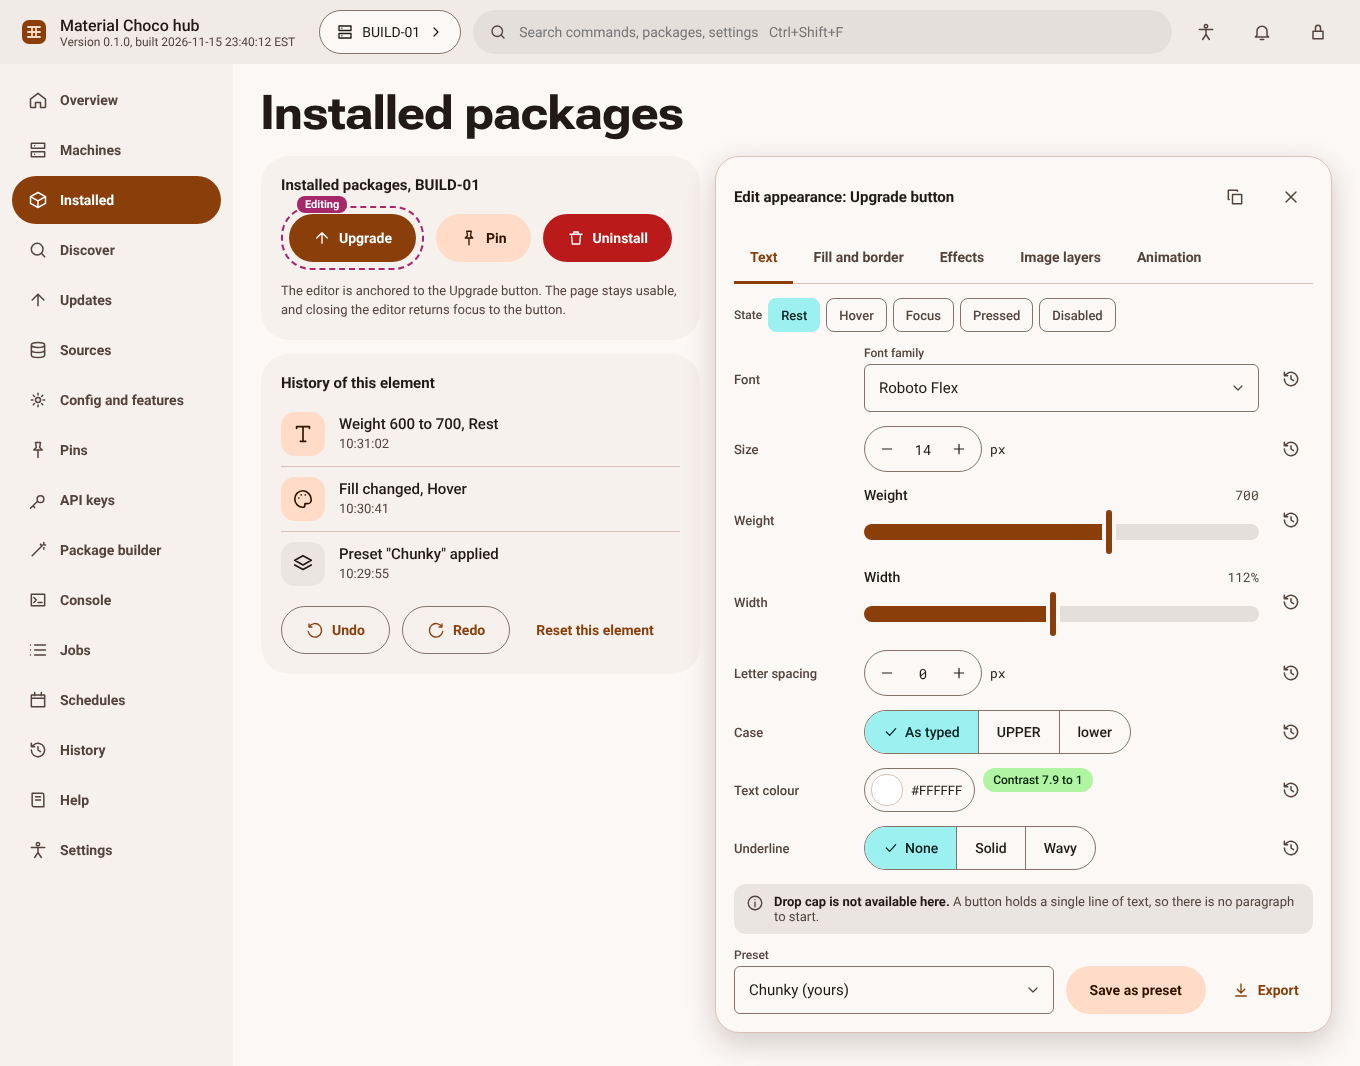 Material Choco hub
Version 0.1.0, built 2026-11-15 23:40:12 EST
BUILD-01
Search commands, packages, settings Ctrl+Shift+F
Overview
Machines
Installed
Discover
Updates
Sources
Config and features
Pins
API keys
Package builder
Console
Jobs
Schedules
History
Help
Settings
Installed packages
Installed packages, BUILD-01
Editing
Upgrade
Pin
Uninstall
The editor is anchored to the Upgrade button. The page stays usable,
and closing the editor returns focus to the button.
History of this element
Weight 600 to 700, Rest
10:31:02
Fill changed, Hover
10:30:41
Preset "Chunky" applied
10:29:55
Undo
Redo
Reset this element
Edit appearance: Upgrade button
Text
Fill and border
Effects
Image layers
Animation
State
Rest
Hover
Focus
Pressed
Disabled
Font family
Font
Roboto Flex
Size
14
px
Weight
700
Weight
Width
112%
Width
Letter spacing
0
px
Case
As typed
UPPER
lower
Text colour
#FFFFFF
Contrast 7.9 to 1
Underline
None
Solid
Wavy
Drop cap is not available here. A button holds a single line of text, so there is no paragraph
to start.
Preset
Chunky (yours)
Save as preset
Export